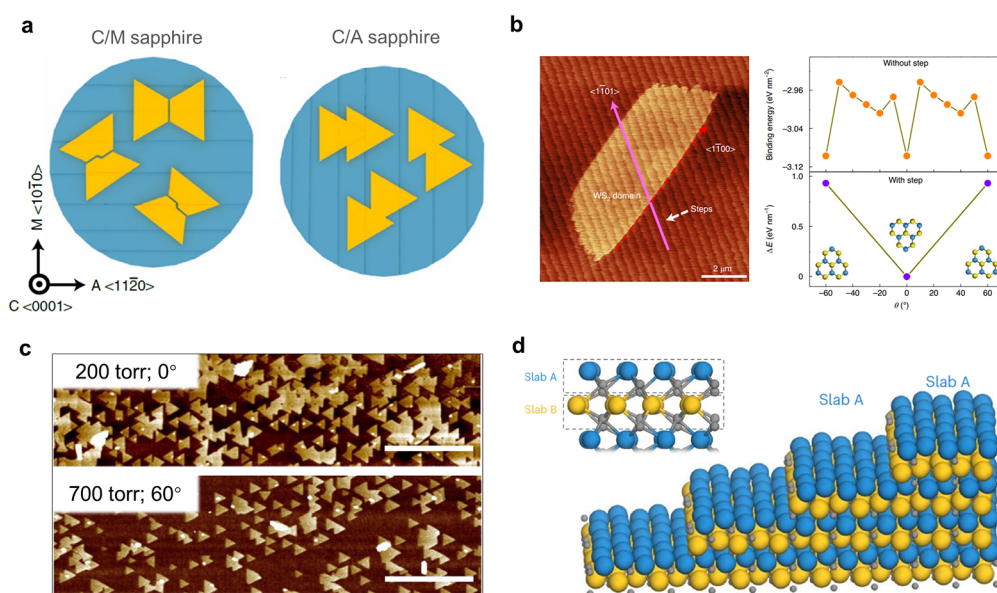 a
C/M sapphire
C/A sapphire
M <101̄0>
A <112̄0>
C <0001>
b
<11̄01>
<11̄00>
WS₂ domain
Steps
2 μm
Without step
Binding energy (eV nm⁻²)
−2.96
−3.04
−3.12
With step
ΔE (eV nm⁻¹)
1.0
0.5
0
−60
−40
−20
0
20
40
60
θ (°)
c
200 torr; 0°
700 torr; 60°
d
Slab A
Slab B
Slab A
Slab A